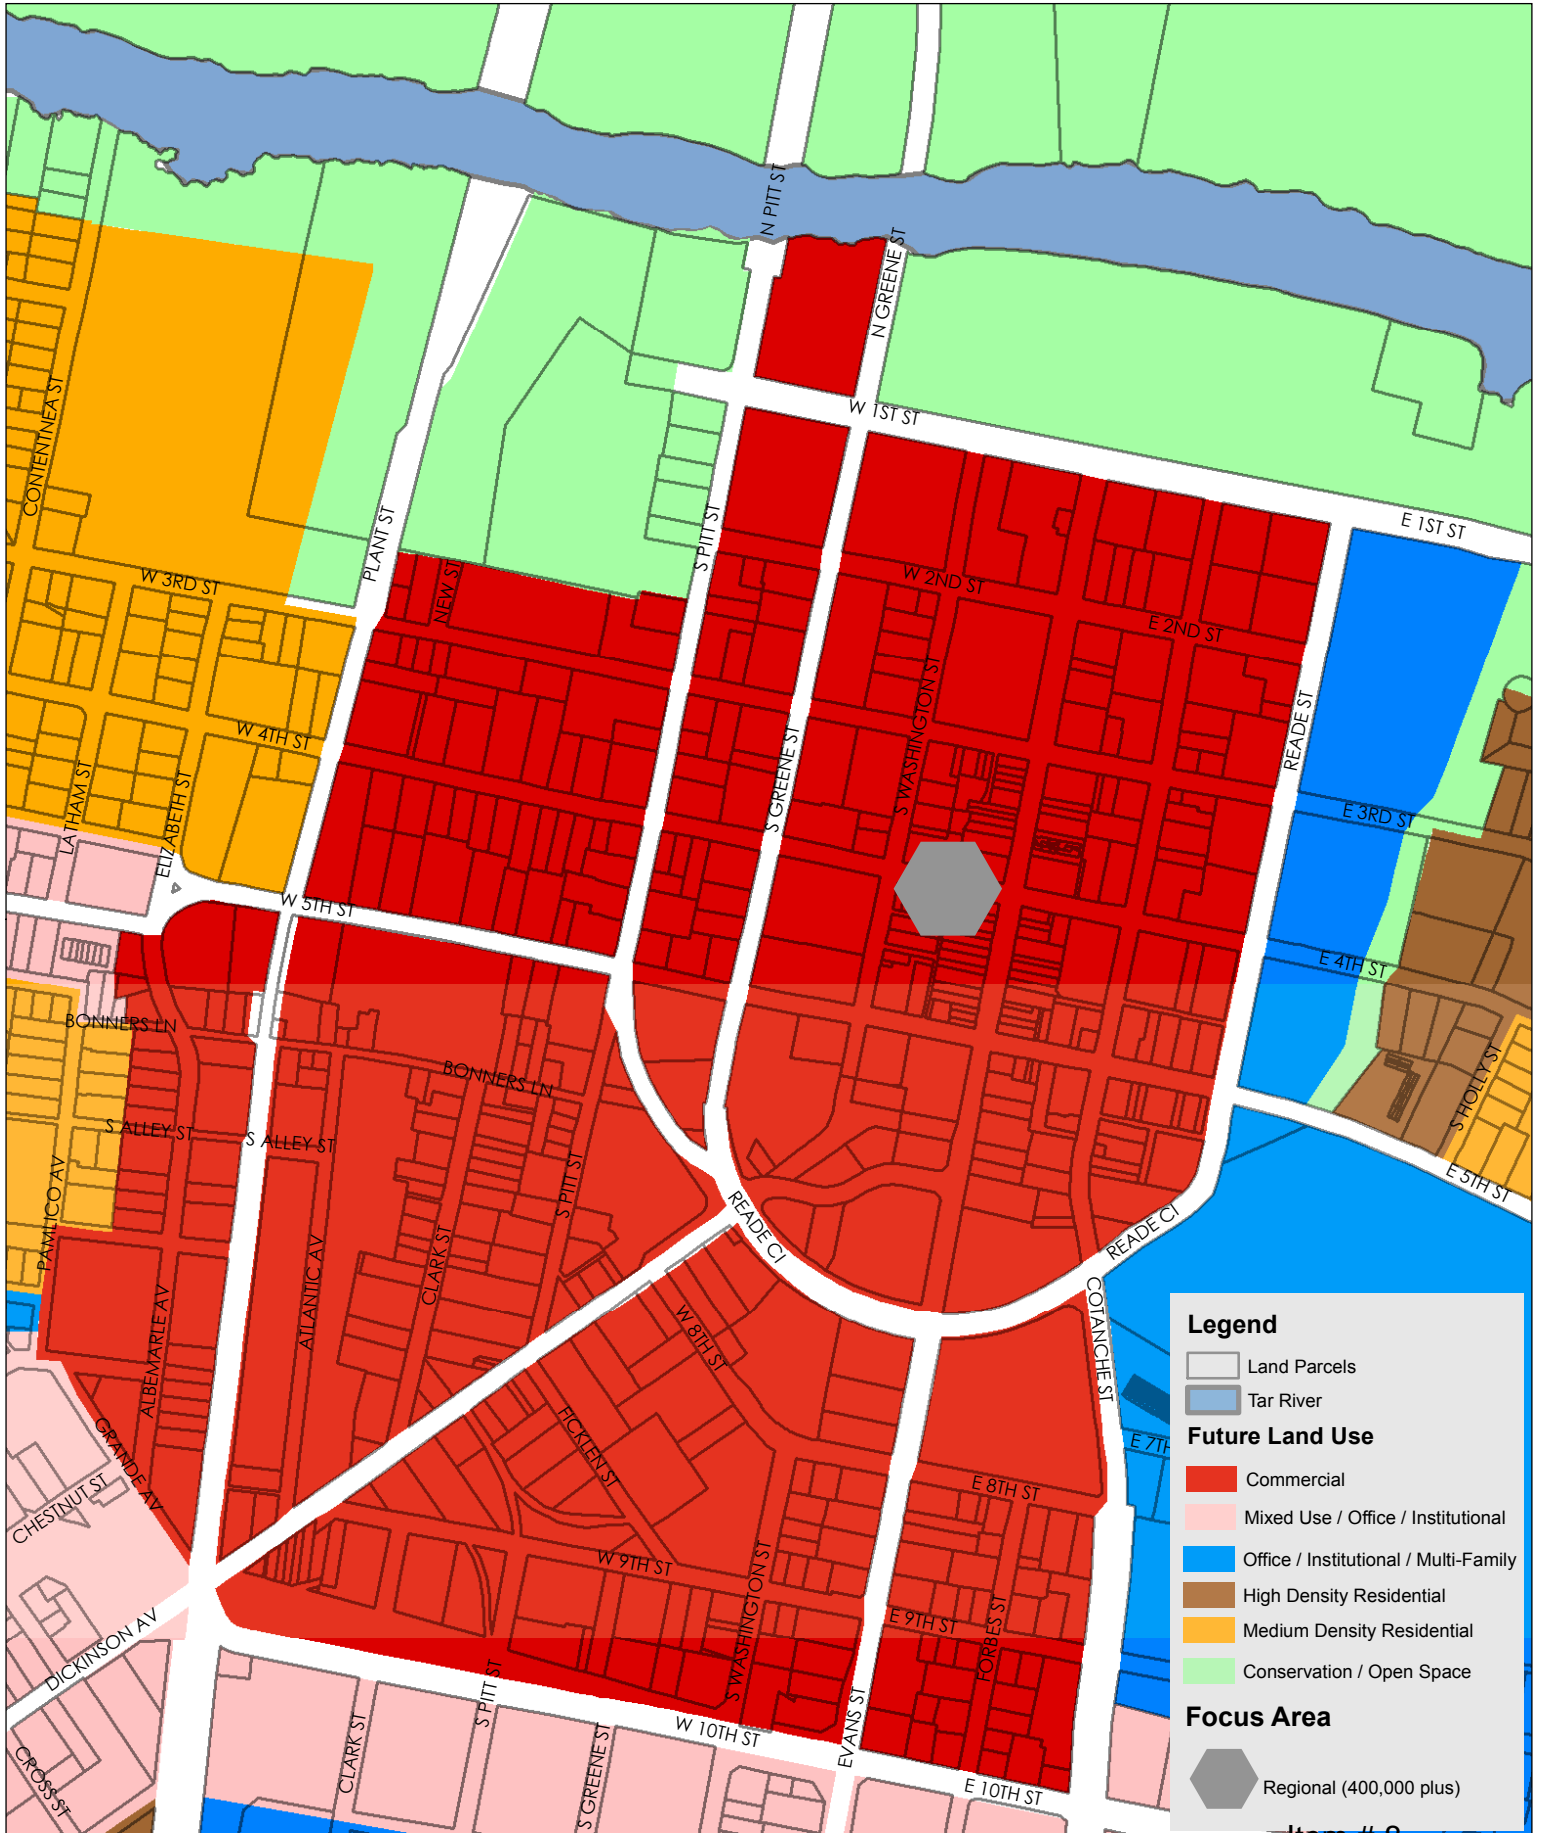 N PITT ST
N GREENE ST
W 1ST ST
CONTENTNEA ST
E 1ST ST
PLANT ST
S PITT ST
W 3RD ST
NEW ST
W 2ND ST
E 2ND ST
S WASHINGTON ST
READE ST
W 4TH ST
S GREENE ST
LATHAM ST
ELIZABETH ST
E 3RD ST
W 5TH ST
E 4TH ST
BONNERS LN
BONNERS LN
S HOLLY ST
S ALLEY ST
S ALLEY ST
PAMLICO AV
S PITT ST
E 5TH ST
READE CI
READE CI
CLARK ST
ATLANTIC AV
ALBEMARLE AV
W 8TH ST
COTANCHE ST
Legend
Land Parcels
Tar River
Future Land Use
Commercial
Mixed Use / Office / Institutional
Office / Institutional / Multi-Family
High Density Residential
Medium Density Residential
Conservation / Open Space
Focus Area
Regional (400,000 plus)
E 7TH
GRANDE AV
FICKLEN ST
CHESTNUT ST
E 8TH ST
W 9TH ST
S WASHINGTON ST
E 9TH ST
FORBES ST
DICKINSON AV
S PITT ST
CLARK ST
S GREENE ST
W 10TH ST
EVANS ST
E 10TH ST
CROSS ST